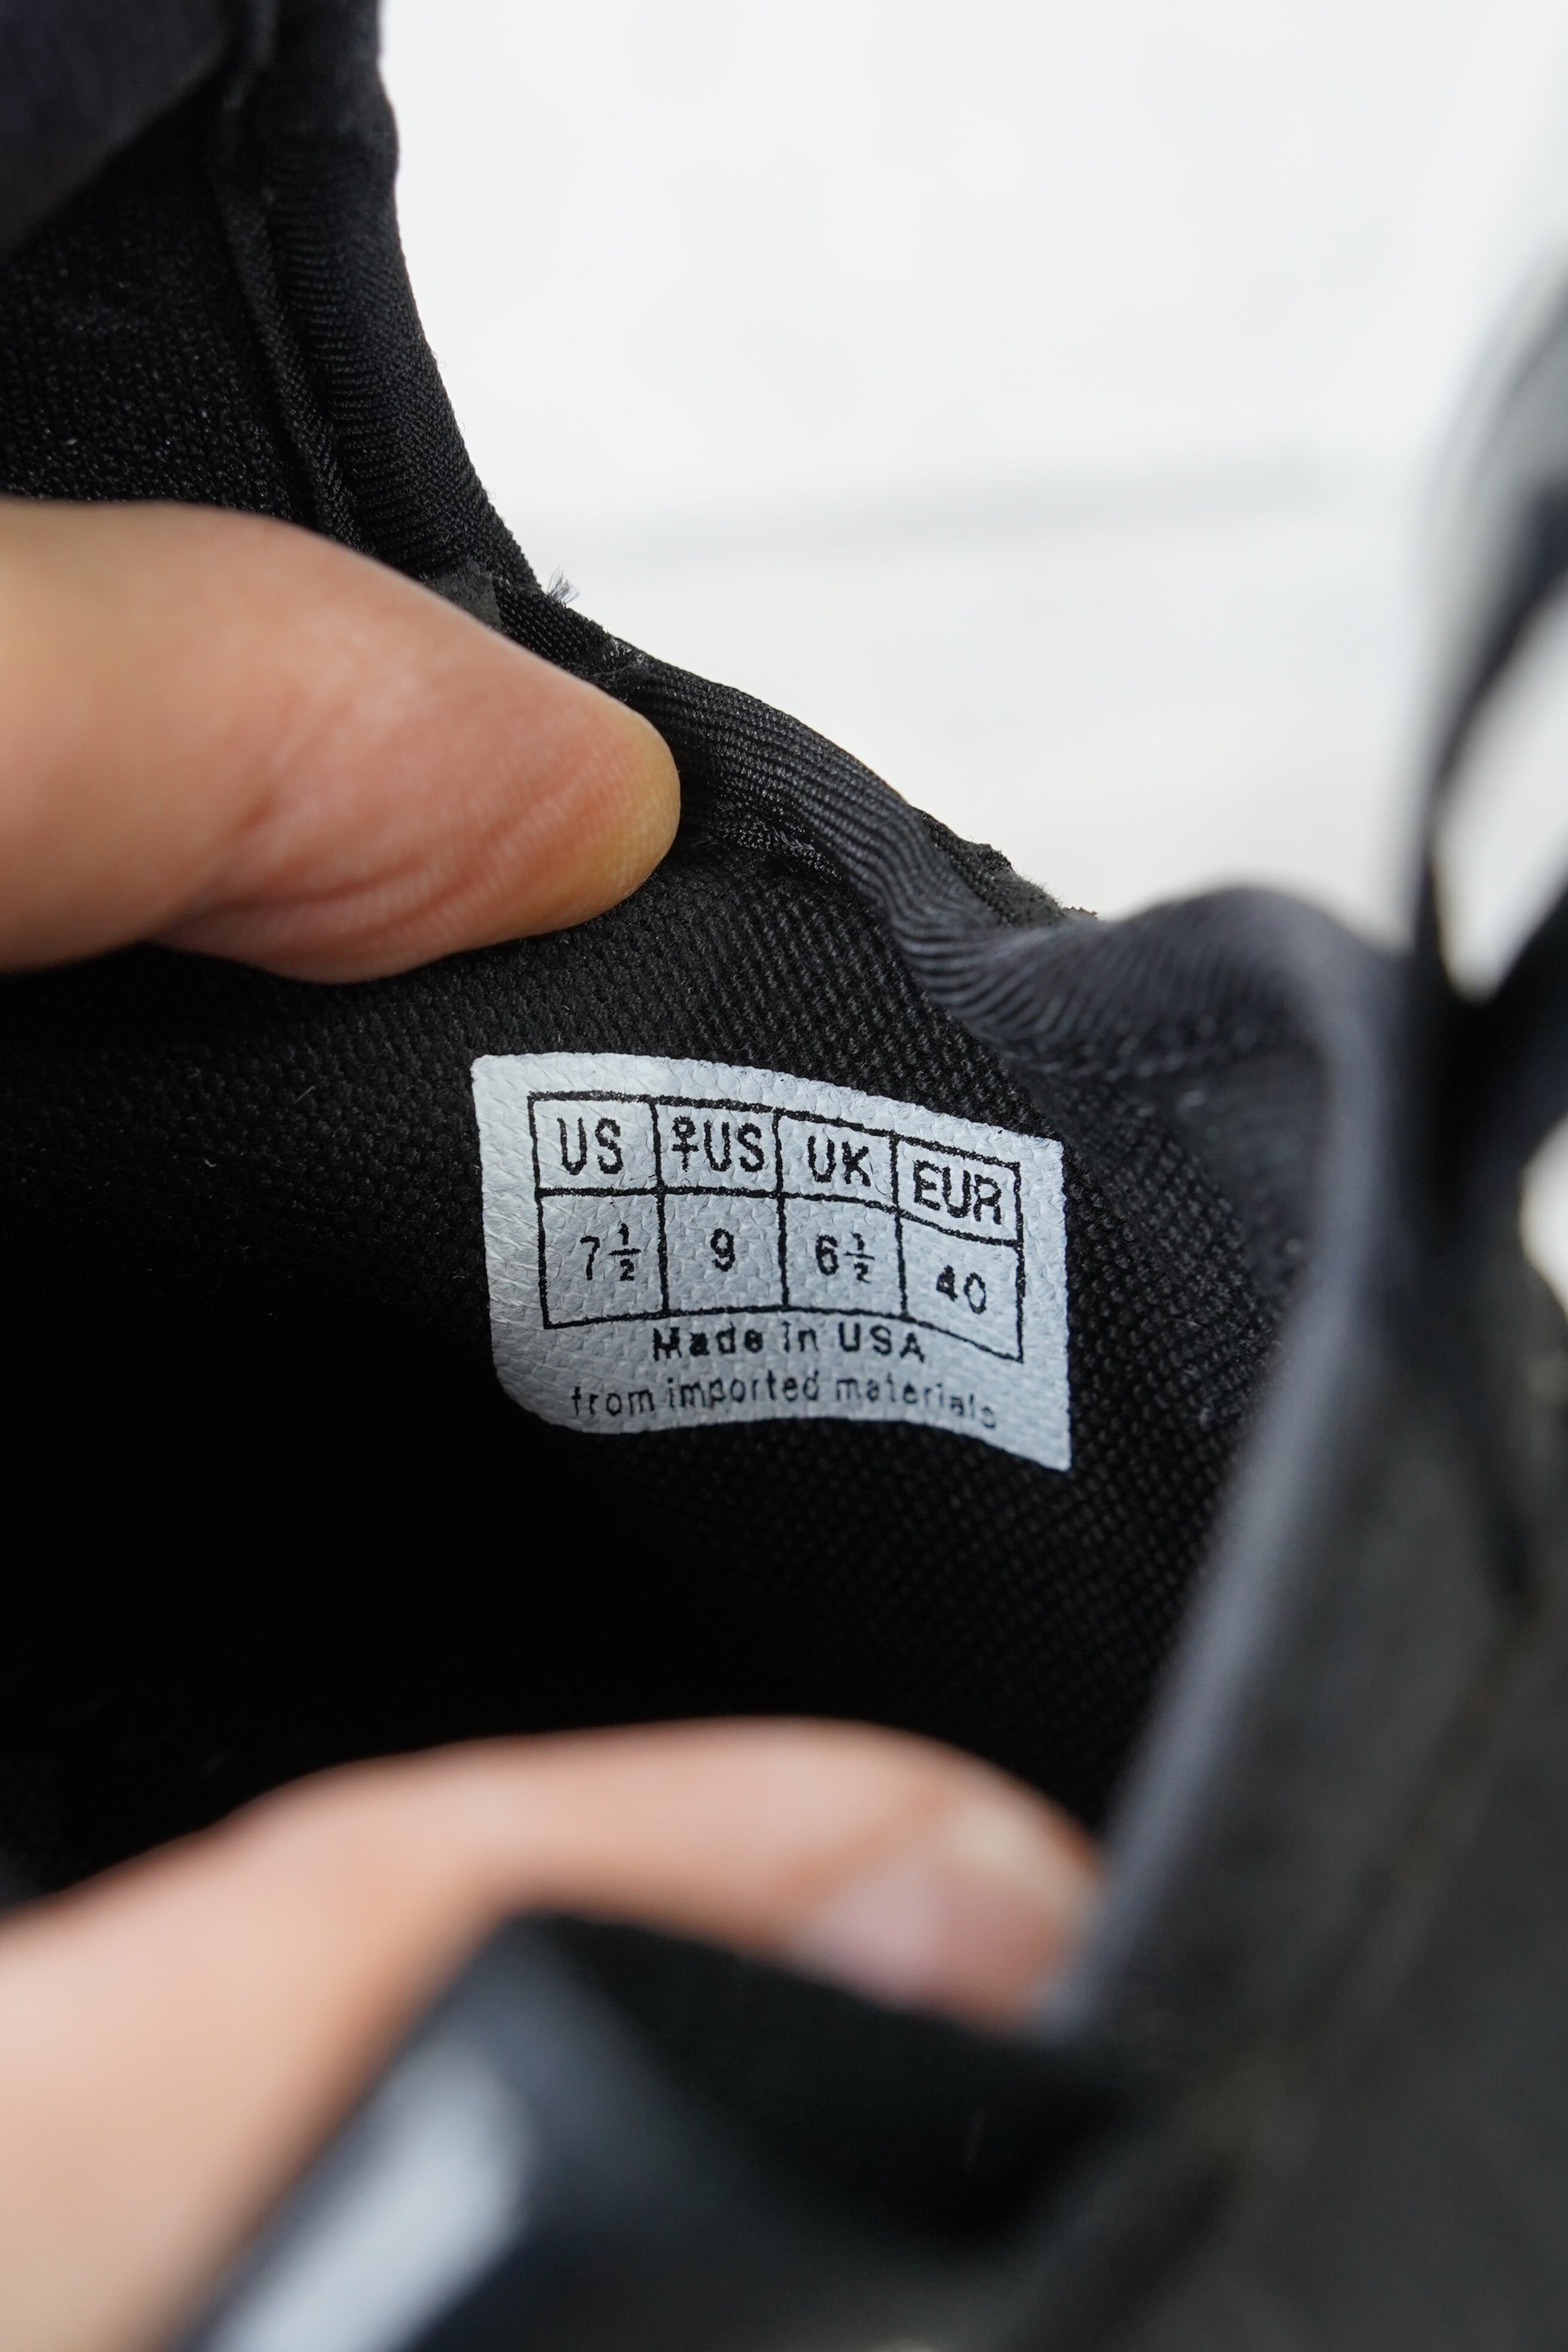 US ♀US UK EUR
7½ 9 6½ 40
Made in USA
from imported materials